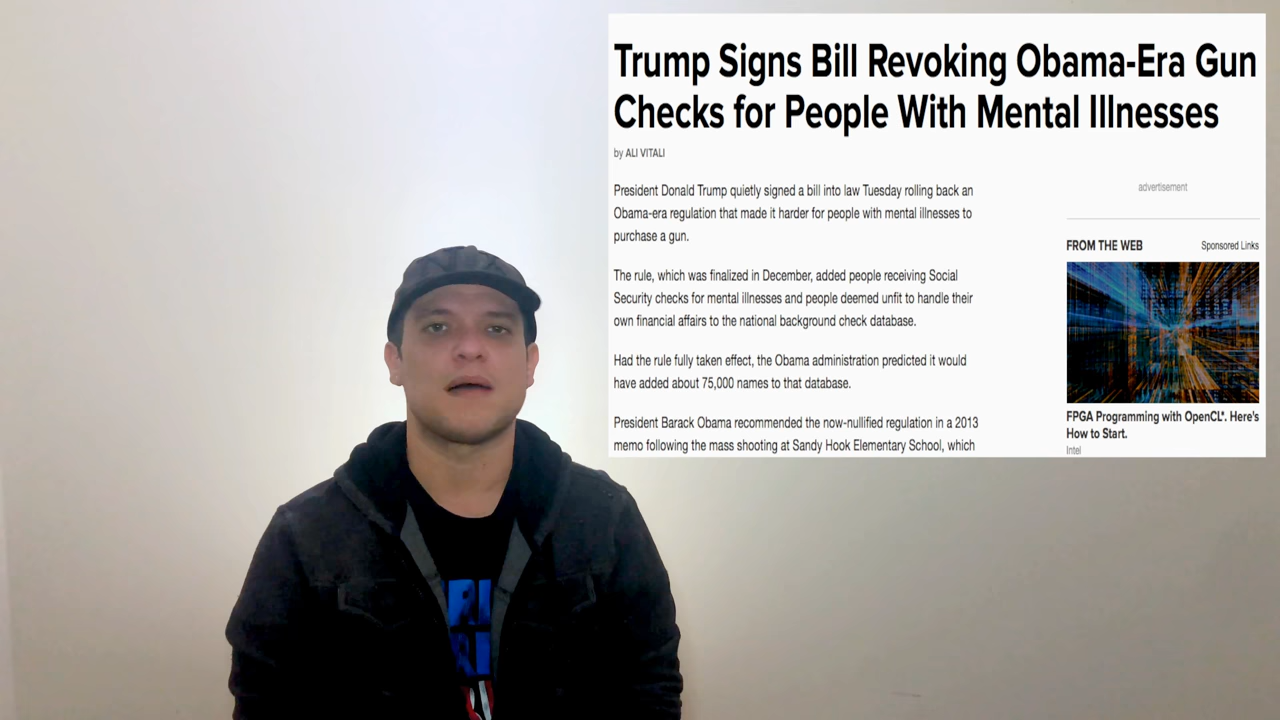 Trump Signs Bill Revoking Obama-Era Gun
Checks for People With Mental Illnesses
by ALI VITALI
President Donald Trump quietly signed a bill into law Tuesday rolling back an
Obama-era regulation that made it harder for people with mental illnesses to
purchase a gun.
The rule, which was finalized in December, added people receiving Social
Security checks for mental illnesses and people deemed unfit to handle their
own financial affairs to the national background check database.
Had the rule fully taken effect, the Obama administration predicted it would
have added about 75,000 names to that database.
President Barack Obama recommended the now-nullified regulation in a 2013
memo following the mass shooting at Sandy Hook Elementary School, which
advertisement
FROM THE WEB Sponsored Links
FPGA Programming with OpenCL*. Here's
How to Start.
Intel